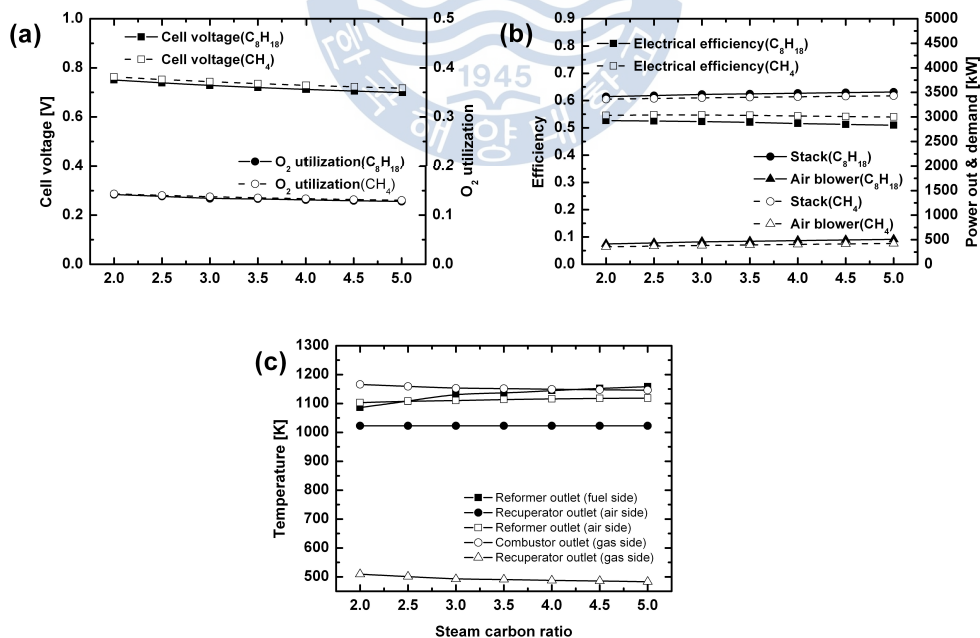 (a)
Cell voltage(C₈H₁₈)
Cell voltage(CH₄)
O₂ utilization(C₈H₁₈)
O₂ utilization(CH₄)
Cell voltage [V]
O₂ utilization
1.0
0.8
0.6
0.4
0.2
0.0
0.5
0.4
0.3
0.2
0.1
0.0
2.0 2.5 3.0 3.5 4.0 4.5 5.0
1945
(b)
Electrical efficiency(C₈H₁₈)
Electrical efficiency(CH₄)
Stack(C₈H₁₈)
Air blower(C₈H₁₈)
Stack(CH₄)
Air blower(CH₄)
Efficiency
Power out & demand [kW]
0.9
0.8
0.7
0.6
0.5
0.4
0.3
0.2
0.1
0.0
5000
4500
4000
3500
3000
2500
2000
1500
1000
500
0
2.0 2.5 3.0 3.5 4.0 4.5 5.0
(c)
Temperature [K]
1300
1200
1100
1000
900
800
700
600
500
Reformer outlet (fuel side)
Recuperator outlet (air side)
Reformer outlet (air side)
Combustor outlet (gas side)
Recuperator outlet (gas side)
2.0 2.5 3.0 3.5 4.0 4.5 5.0
Steam carbon ratio